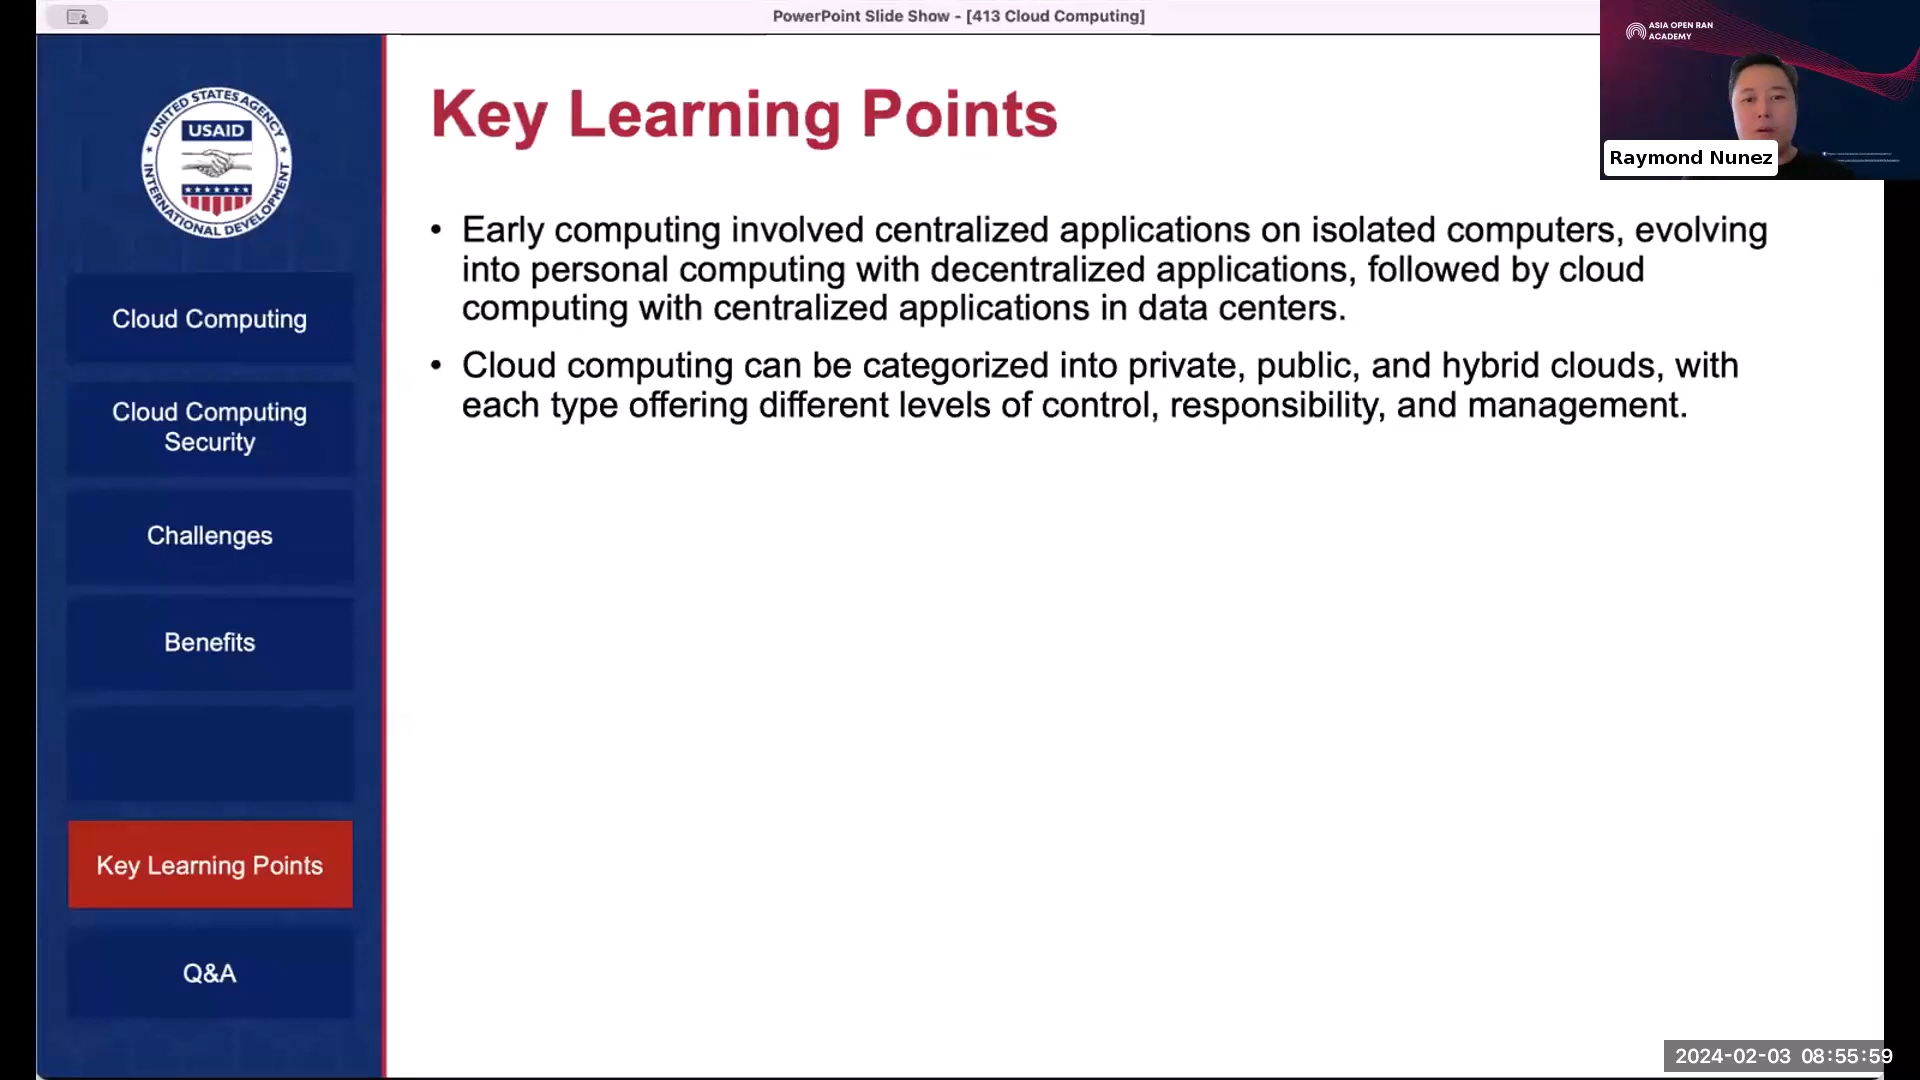 PowerPoint Slide Show - [413 Cloud Computing]
ASIA OPEN RAN
ACADEMY
Raymond Nunez
UNITED STATES AGENCY
USAID
INTERNATIONAL DEVELOPMENT
Cloud Computing
Cloud Computing
Security
Challenges
Benefits
Key Learning Points
Q&A
Key Learning Points
• Early computing involved centralized applications on isolated computers, evolving
into personal computing with decentralized applications, followed by cloud
computing with centralized applications in data centers.
• Cloud computing can be categorized into private, public, and hybrid clouds, with
each type offering different levels of control, responsibility, and management.
2024-02-03 08:55:59